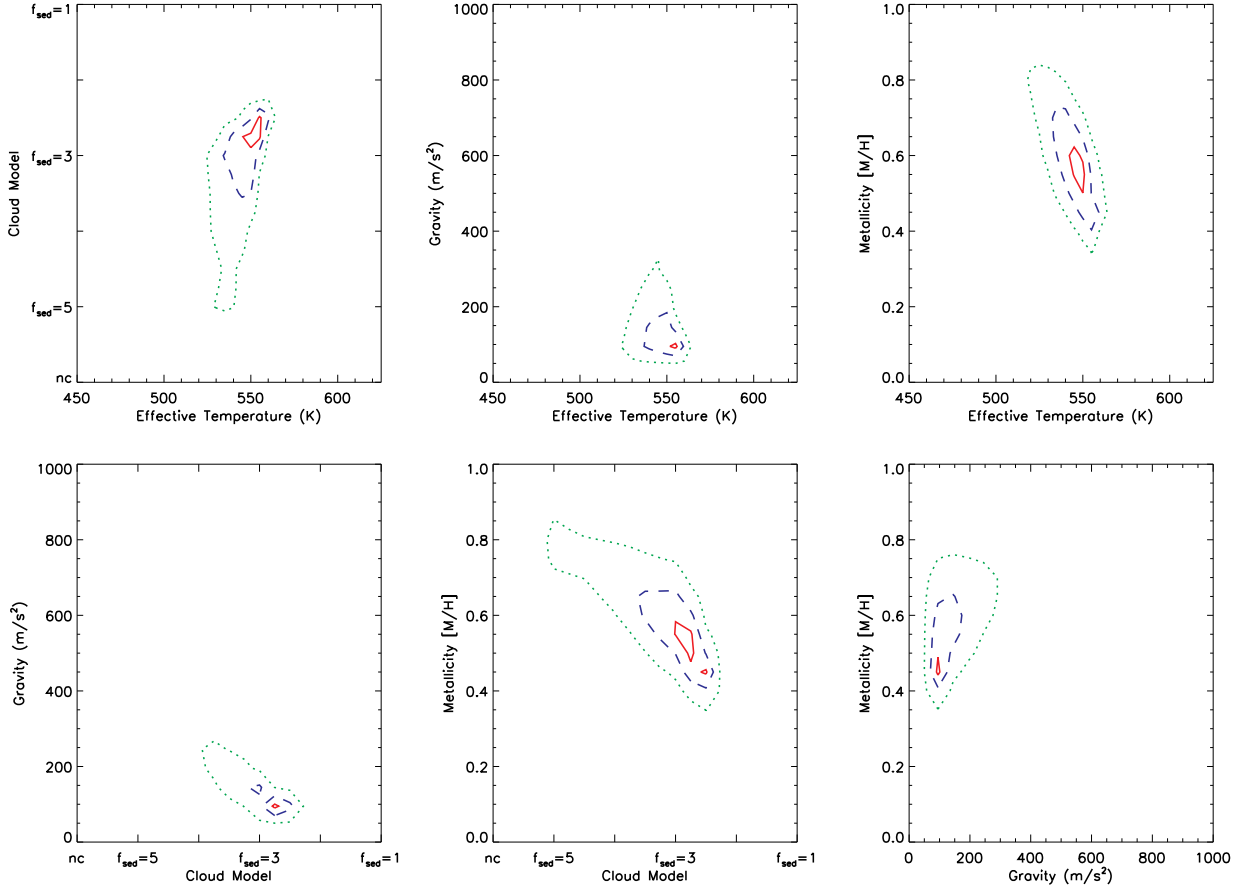 f_sed=1
f_sed=3
f_sed=5
nc
Cloud Model
450 500 550 600
Effective Temperature (K)
1000
800
600
400
200
0
Gravity (m/s²)
450 500 550 600
Effective Temperature (K)
1.0
0.8
0.6
0.4
0.2
0.0
Metallicity [M/H]
450 500 550 600
Effective Temperature (K)
1000
800
600
400
200
0
Gravity (m/s²)
nc f_sed=5 f_sed=3 f_sed=1
Cloud Model
1.0
0.8
0.6
0.4
0.2
0.0
Metallicity [M/H]
nc f_sed=5 f_sed=3 f_sed=1
Cloud Model
1.0
0.8
0.6
0.4
0.2
0.0
Metallicity [M/H]
0 200 400 600 800 1000
Gravity (m/s²)